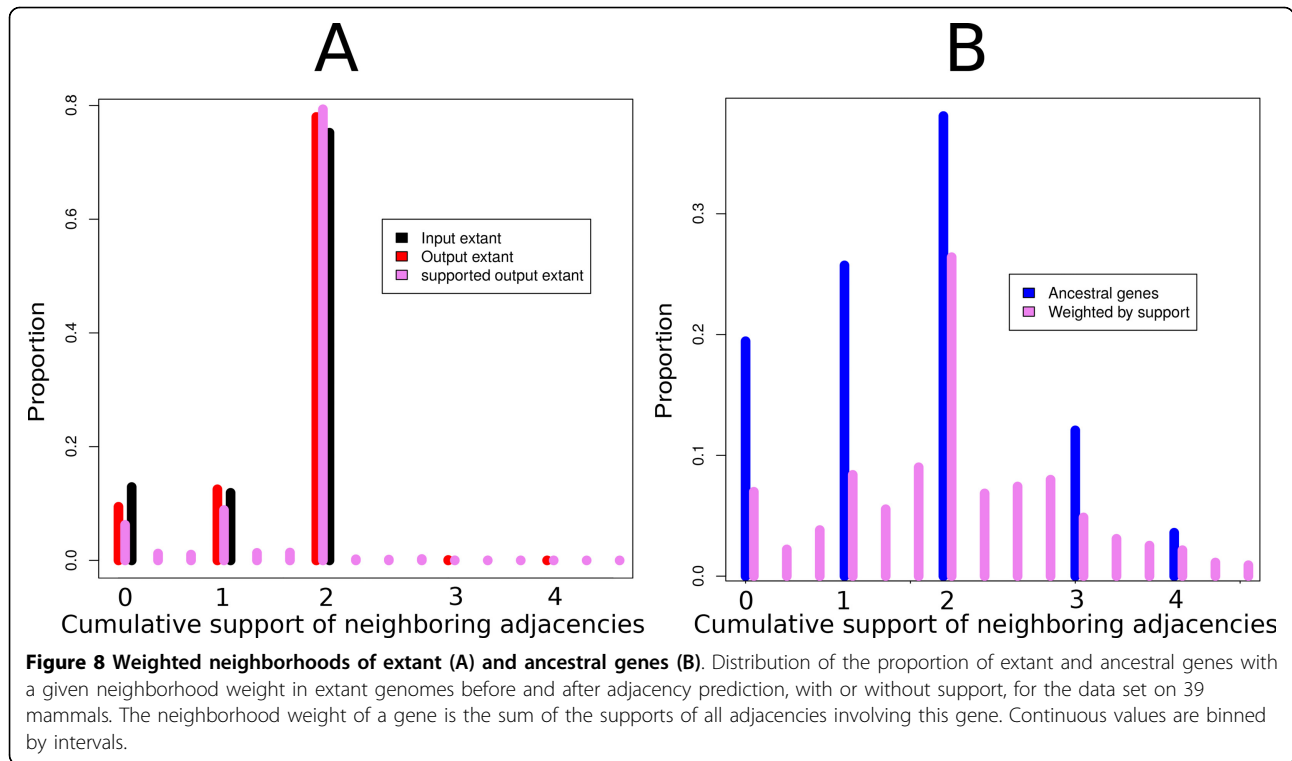 A
B
0.8
0.6
0.4
0.2
0.0
Proportion
Input extant
Output extant
supported output extant
0 1 2 3 4
Cumulative support of neighboring adjacencies
0.3
0.2
0.1
0.0
Proportion
Ancestral genes
Weighted by support
0 1 2 3 4
Cumulative support of neighboring adjacencies
Figure 8 Weighted neighborhoods of extant (A) and ancestral genes (B). Distribution of the proportion of extant and ancestral genes with
a given neighborhood weight in extant genomes before and after adjacency prediction, with or without support, for the data set on 39
mammals. The neighborhood weight of a gene is the sum of the supports of all adjacencies involving this gene. Continuous values are binned
by intervals.